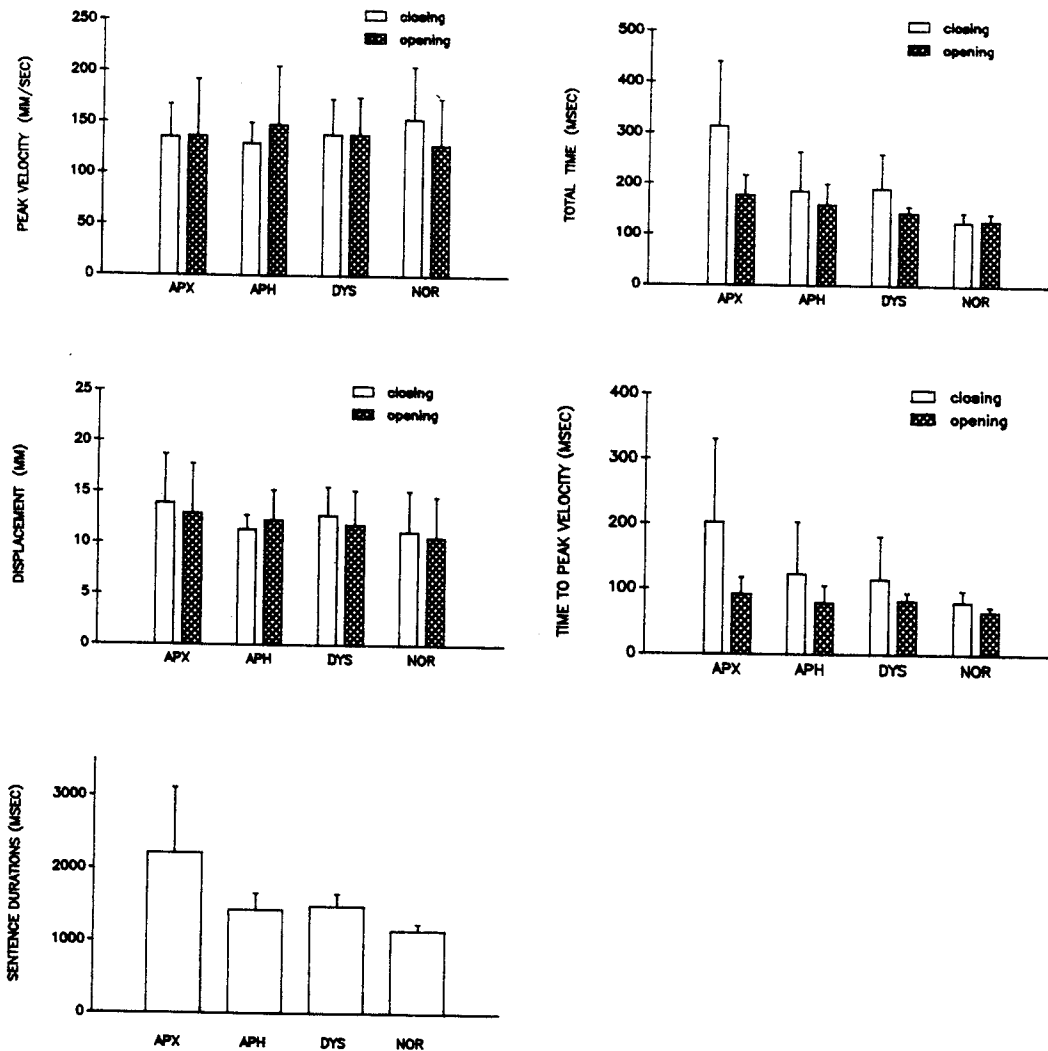 closing
opening
PEAK VELOCITY (MM/SEC)
250
200
150
100
50
0
APX APH DYS NOR
closing
opening
TOTAL TIME (MSEC)
500
400
300
200
100
0
APX APH DYS NOR
closing
opening
DISPLACEMENT (MM)
25
20
15
10
5
0
APX APH DYS NOR
closing
opening
TIME TO PEAK VELOCITY (MSEC)
400
300
200
100
0
APX APH DYS NOR
SENTENCE DURATIONS (MSEC)
3000
2000
1000
0
APX APH DYS NOR